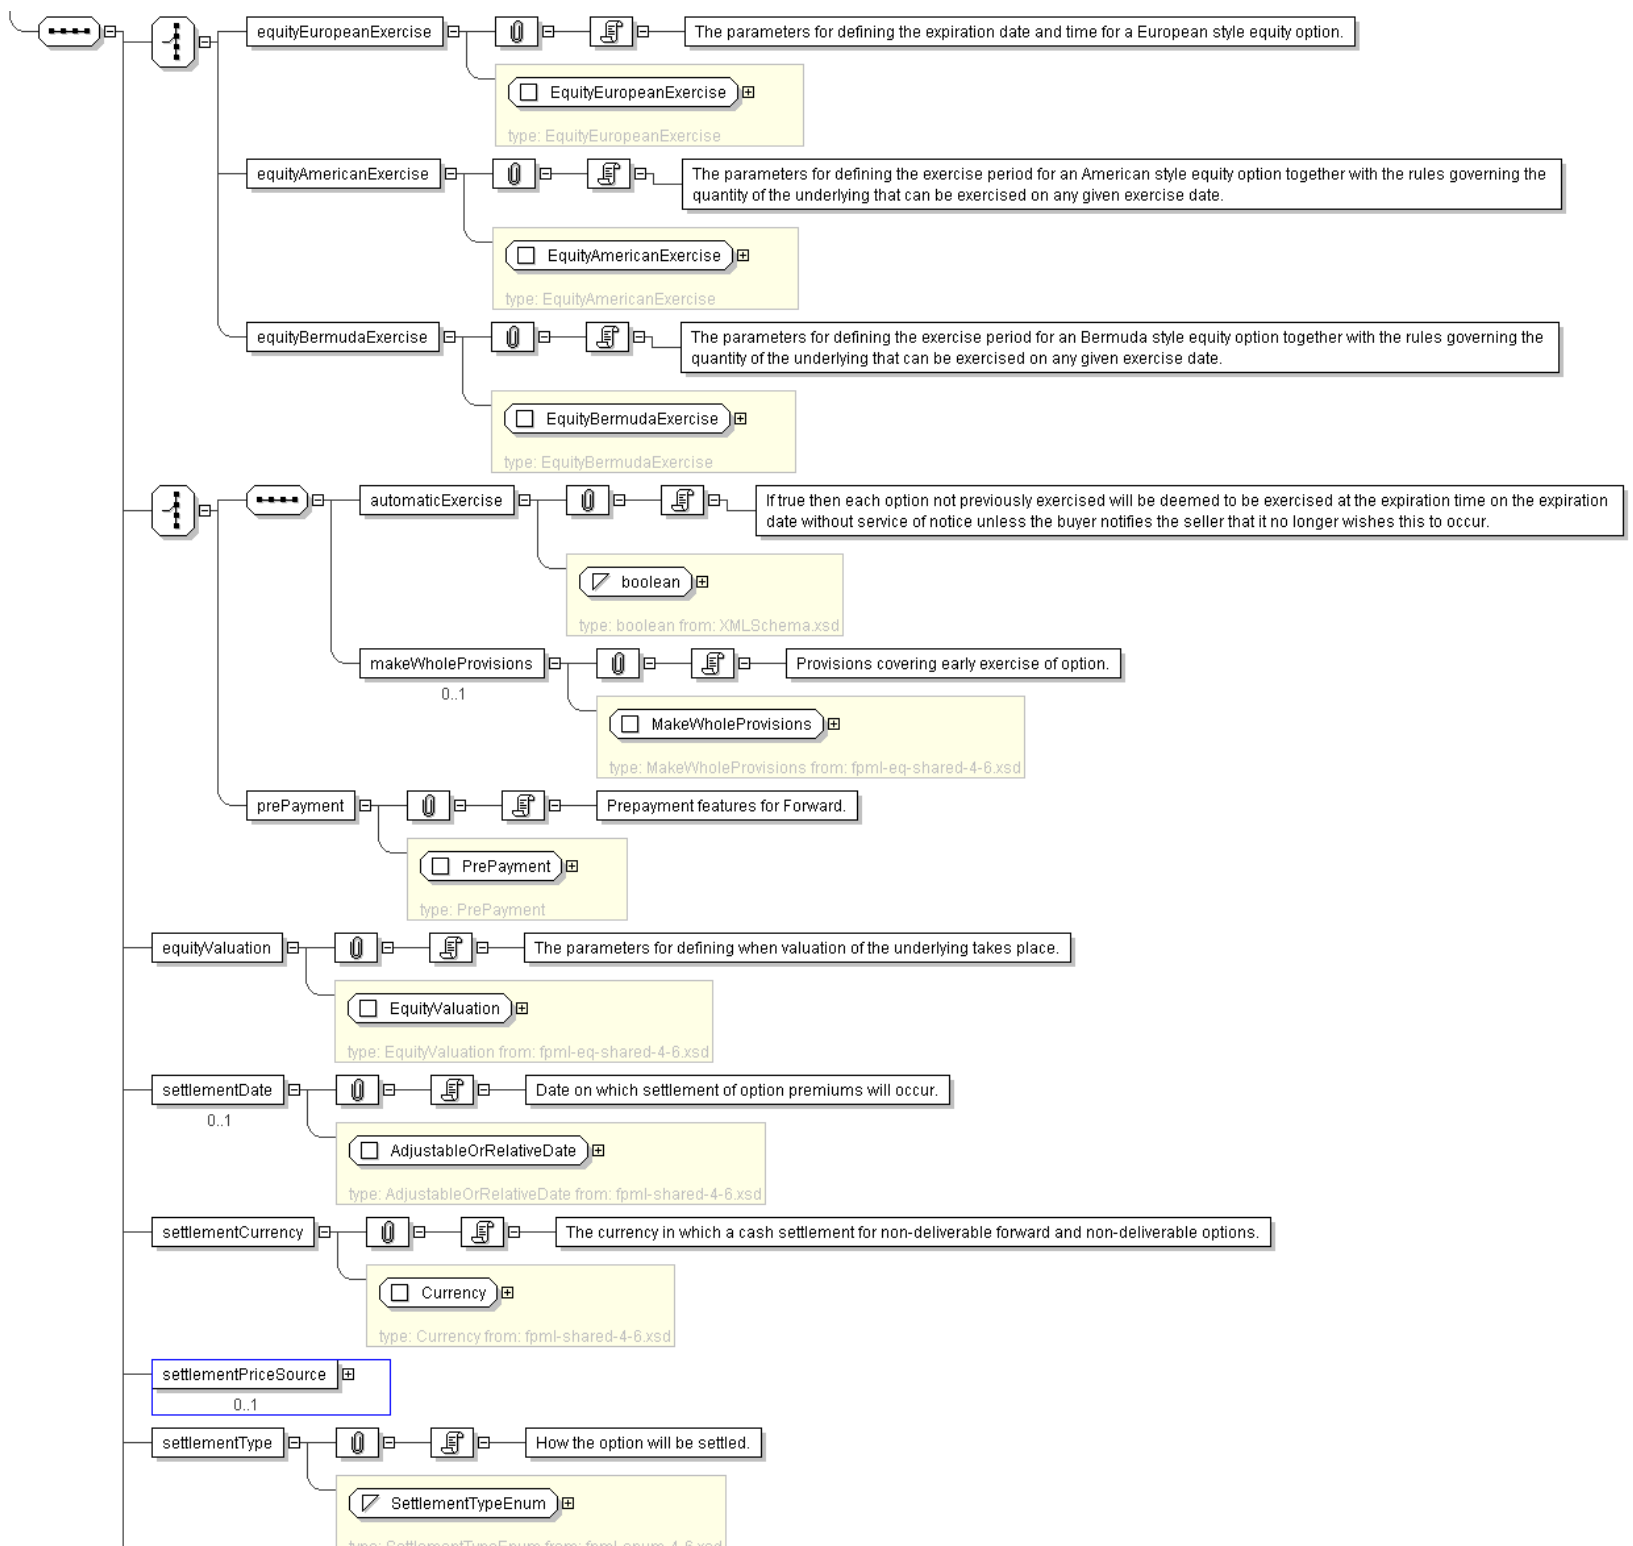 equityEuropeanExercise
The parameters for defining the expiration date and time for a European style equity option.
EquityEuropeanExercise
type: EquityEuropeanExercise
equityAmericanExercise
The parameters for defining the exercise period for an American style equity option together with the rules governing the
quantity of the underlying that can be exercised on any given exercise date.
EquityAmericanExercise
type: EquityAmericanExercise
equityBermudaExercise
The parameters for defining the exercise period for an Bermuda style equity option together with the rules governing the
quantity of the underlying that can be exercised on any given exercise date.
EquityBermudaExercise
type: EquityBermudaExercise
automaticExercise
If true then each option not previously exercised will be deemed to be exercised at the expiration time on the expiration
date without service of notice unless the buyer notifies the seller that it no longer wishes this to occur.
boolean
type: boolean from: XMLSchema.xsd
makeWholeProvisions
Provisions covering early exercise of option.
0..1
MakeWholeProvisions
type: MakeWholeProvisions from: fpml-eq-shared-4-6.xsd
prePayment
Prepayment features for Forward.
PrePayment
type: PrePayment
equityValuation
The parameters for defining when valuation of the underlying takes place.
EquityValuation
type: EquityValuation from: fpml-eq-shared-4-6.xsd
settlementDate
Date on which settlement of option premiums will occur.
0..1
AdjustableOrRelativeDate
type: AdjustableOrRelativeDate from: fpml-shared-4-6.xsd
settlementCurrency
The currency in which a cash settlement for non-deliverable forward and non-deliverable options.
Currency
type: Currency from: fpml-shared-4-6.xsd
settlementPriceSource
0..1
settlementType
How the option will be settled.
SettlementTypeEnum
type: SettlementTypeEnum from: fpml-enum-4-6.xsd